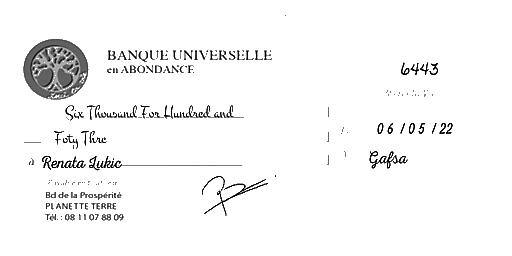 BANQUE UNIVERSELLE
en ABONDANCE
6443
Six Thousand For Hundred and
Foty Thre
06/05/22
à Renata Lukic
Gafsa
Bd de la Prospérité
PLANETTE TERRE
Tél. : 08 11 07 88 09